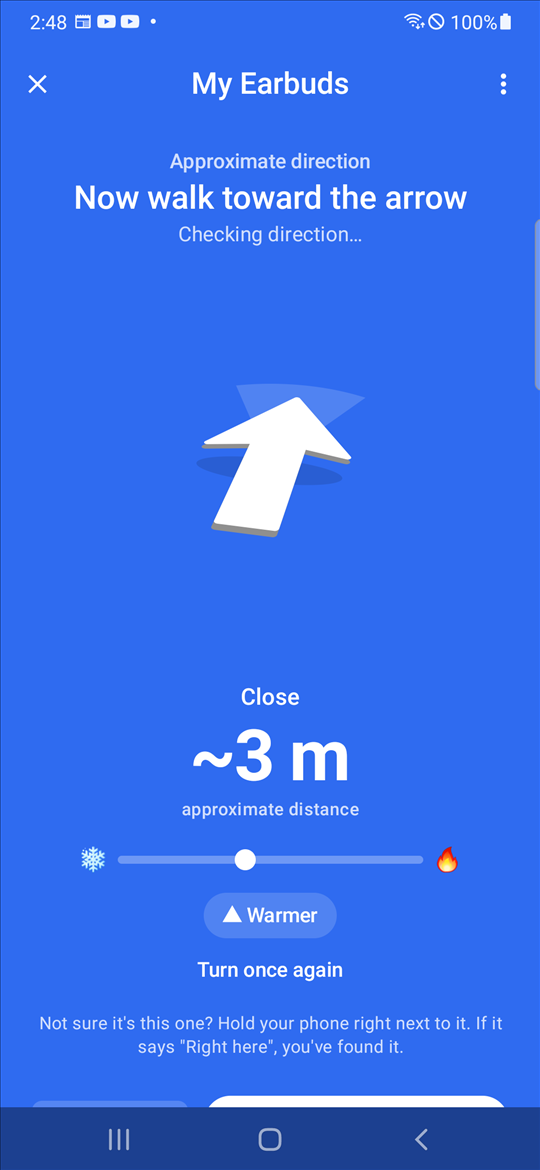 2:48
100%
My Earbuds
Approximate direction
Now walk toward the arrow
Checking direction…
Close
~3 m
approximate distance
Warmer
Turn once again
Not sure it's this one? Hold your phone right next to it. If it
says "Right here", you've found it.